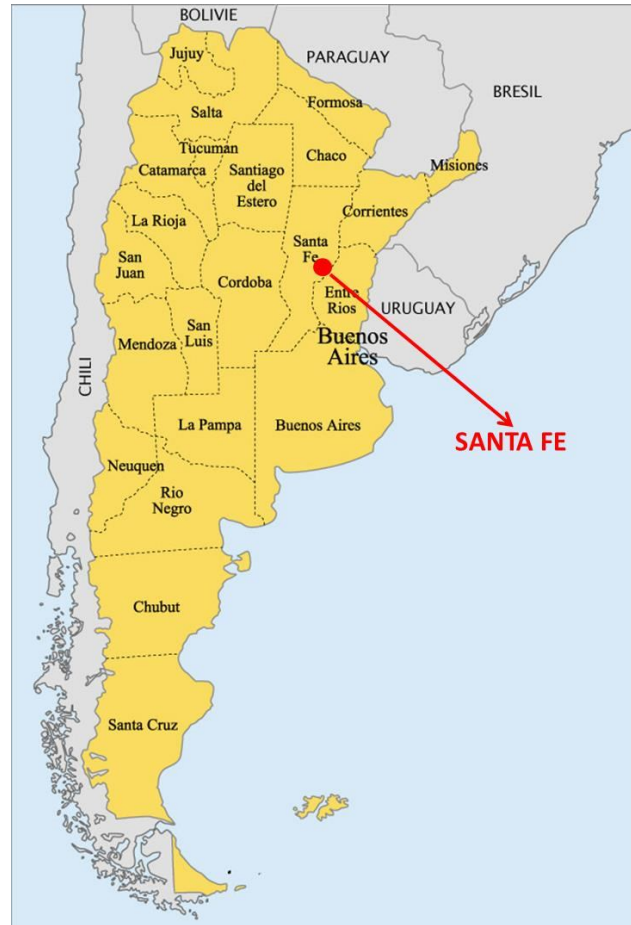 BOLIVIE
Jujuy
PARAGUAY
BRESIL
Formosa
Salta
Tucuman
Chaco
Misiones
Catamarca
Santiago
del
Estero
La Rioja
Corrientes
Santa
Fe
San
Juan
Cordoba
Entre
Rios
URUGUAY
Mendoza
San
Luis
Buenos
Aires
CHILI
La Pampa
Buenos Aires
SANTA FE
Neuquen
Rio
Negro
Chubut
Santa Cruz